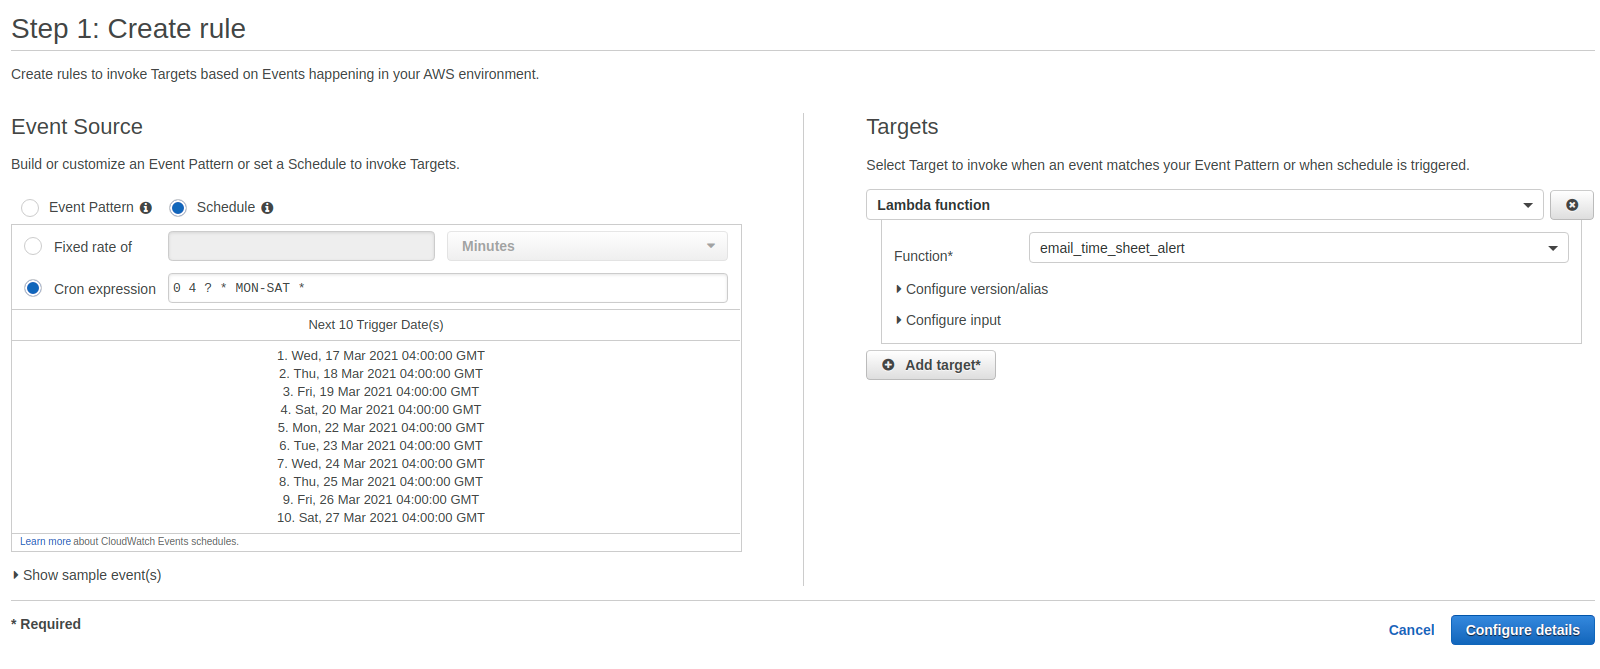 Step 1: Create rule
Create rules to invoke Targets based on Events happening in your AWS environment.
Event Source
Build or customize an Event Pattern or set a Schedule to invoke Targets.
Event Pattern
Schedule
Fixed rate of
Minutes
Cron expression
0 4 ? * MON-SAT *
Next 10 Trigger Date(s)
1. Wed, 17 Mar 2021 04:00:00 GMT
2. Thu, 18 Mar 2021 04:00:00 GMT
3. Fri, 19 Mar 2021 04:00:00 GMT
4. Sat, 20 Mar 2021 04:00:00 GMT
5. Mon, 22 Mar 2021 04:00:00 GMT
6. Tue, 23 Mar 2021 04:00:00 GMT
7. Wed, 24 Mar 2021 04:00:00 GMT
8. Thu, 25 Mar 2021 04:00:00 GMT
9. Fri, 26 Mar 2021 04:00:00 GMT
10. Sat, 27 Mar 2021 04:00:00 GMT
Learn more about CloudWatch Events schedules.
Show sample event(s)
Targets
Select Target to invoke when an event matches your Event Pattern or when schedule is triggered.
Lambda function
Function*
email_time_sheet_alert
Configure version/alias
Configure input
Add target*
* Required
Cancel
Configure details